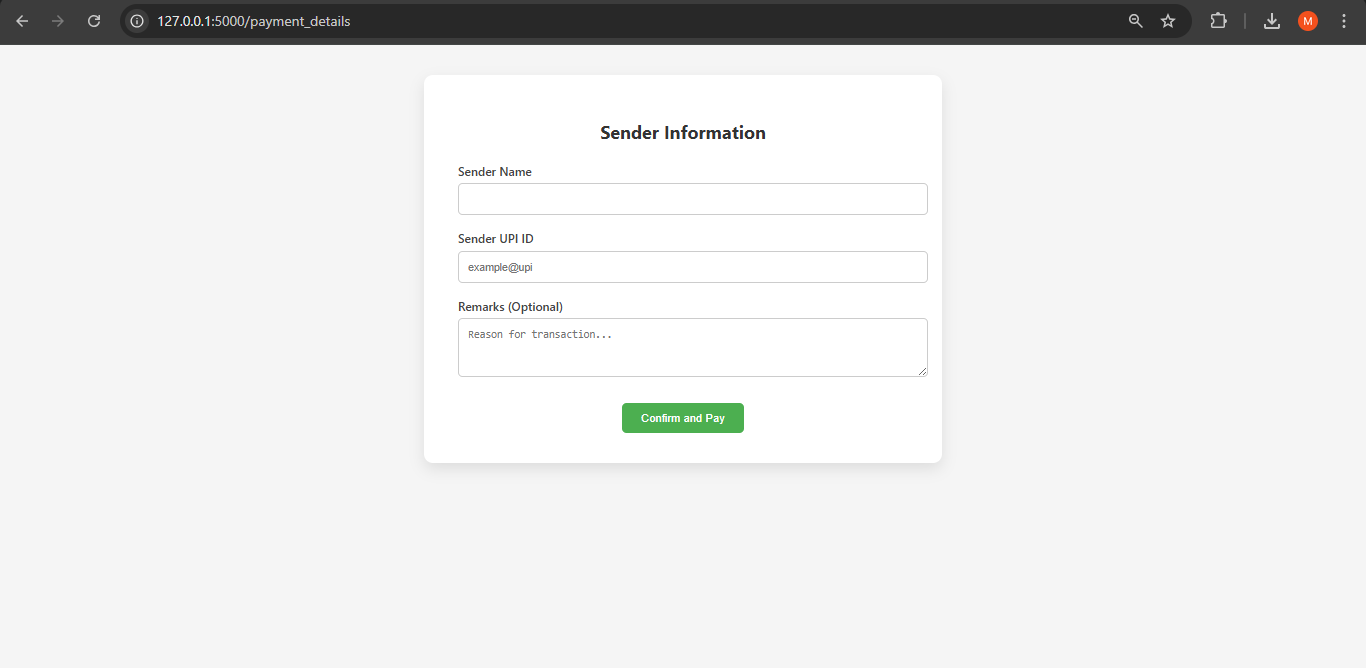 127.0.0.1:5000/payment_details
M
Sender Information
Sender Name
Sender UPI ID
example@upi
Remarks (Optional)
Reason for transaction...
Confirm and Pay